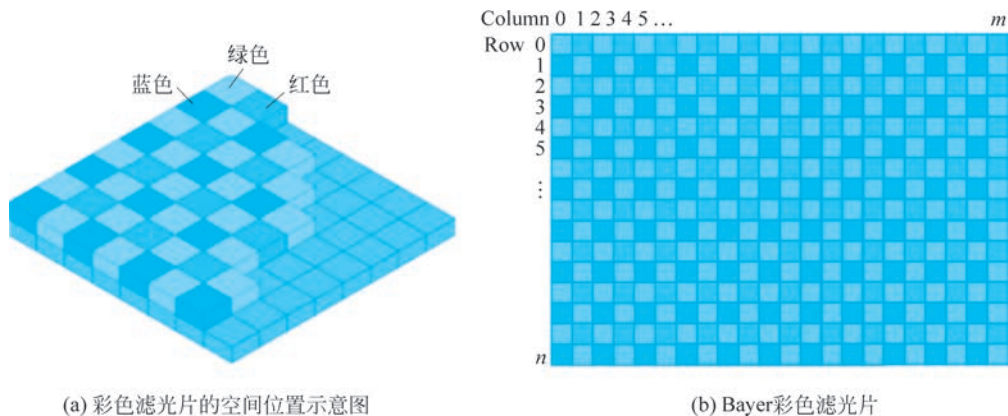 绿色
蓝色
红色
(a) 彩色滤光片的空间位置示意图
Column 0 1 2 3 4 5 … m
Row 0
1
2
3
4
5
⋮
n
(b) Bayer彩色滤光片